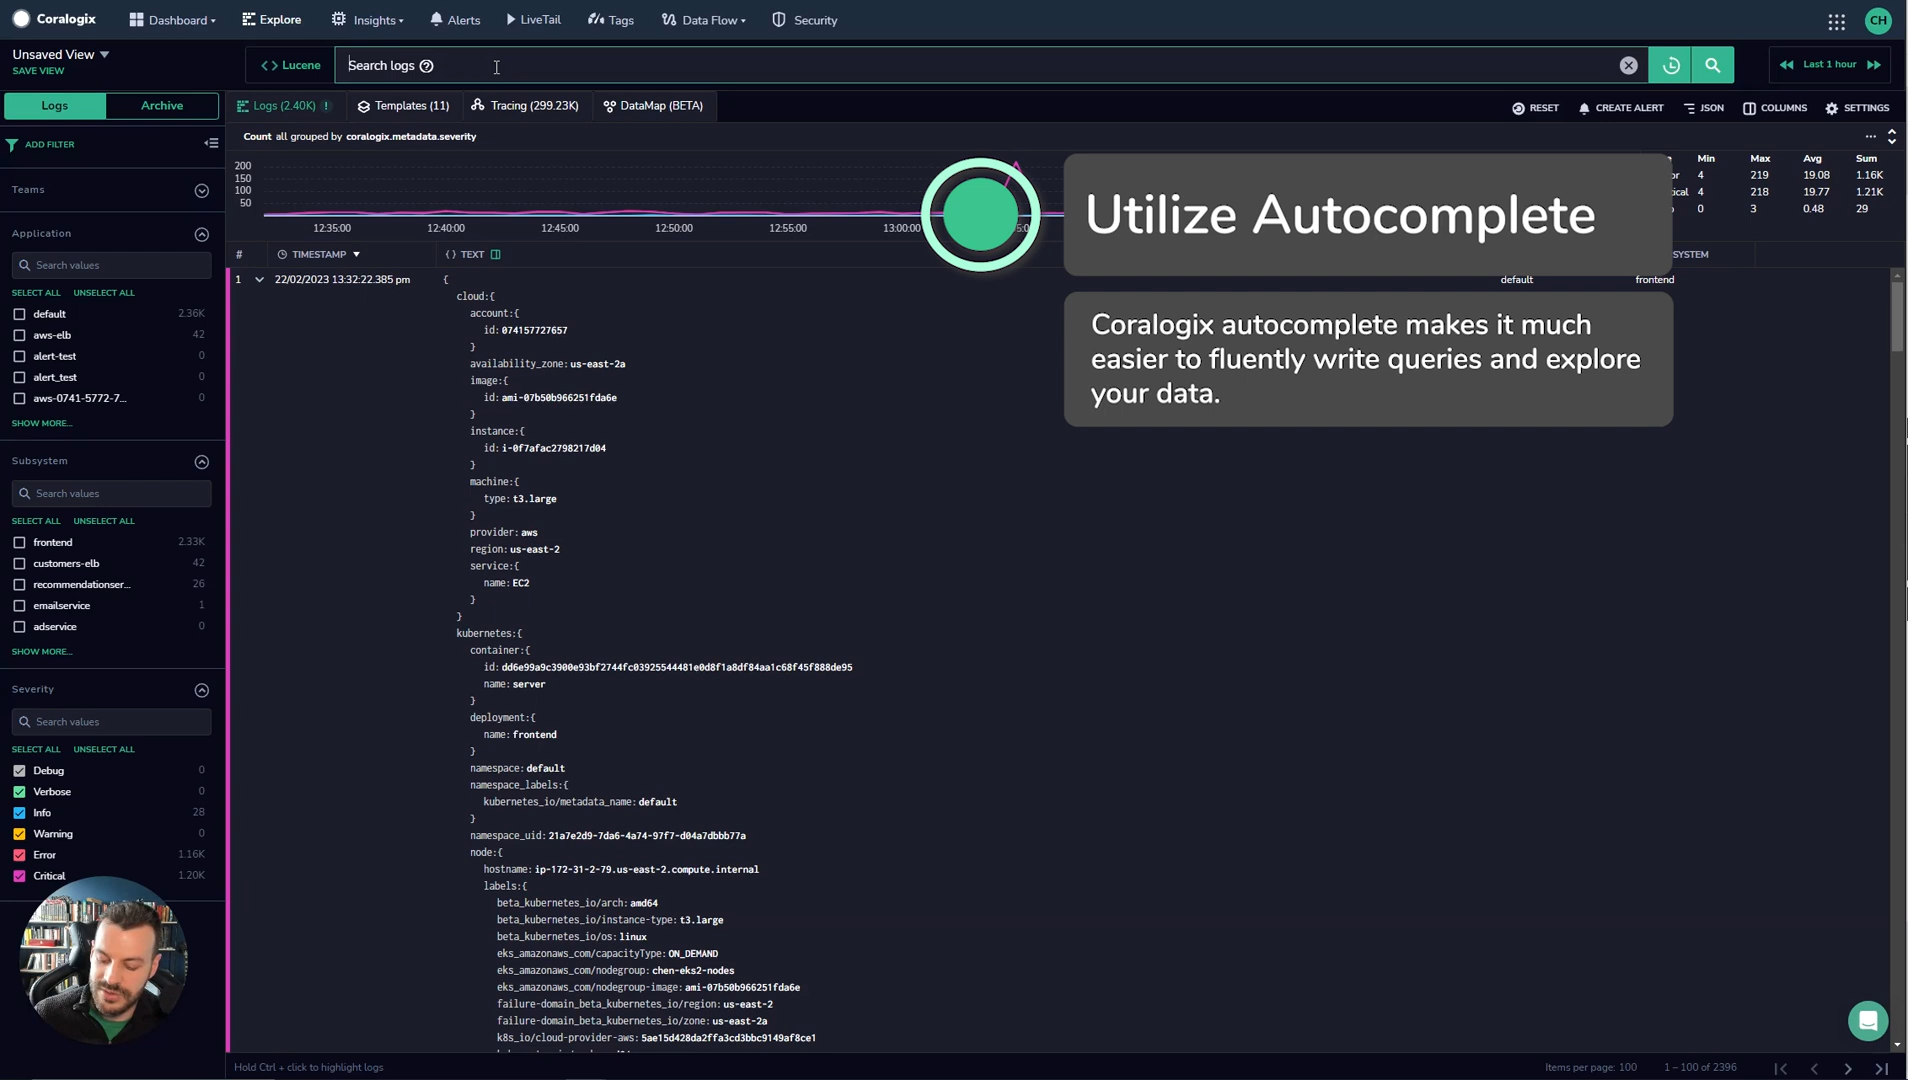 Coralogix Dashboard Explore Insights Alerts LiveTail Tags Data Flow Security CH
Unsaved View
SAVE VIEW
<> Lucene Search logs Last 1 hour
Logs Archive
Logs (2.40K) ! Templates (11) Tracing (299.23K) DataMap (BETA)
RESET CREATE ALERT JSON COLUMNS SETTINGS
ADD FILTER
Teams
Application
Search values
SELECT ALL UNSELECT ALL
default 2.36K
aws-elb 42
alert-test 0
alert_test 0
aws-0741-5772-7... 0
SHOW MORE...
Subsystem
Search values
SELECT ALL UNSELECT ALL
frontend 2.33K
customers-elb 42
recommendationser... 26
emailservice 1
adservice 0
SHOW MORE...
Severity
Search values
SELECT ALL UNSELECT ALL
Debug 0
Verbose 0
Info 28
Warning 0
Error 1.16K
Critical 1.20K
Count all grouped by coralogix.metadata.severity ...
200
150
100
50
12:35:00 12:40:00 12:45:00 12:50:00 12:55:00 13:00:00
Min Max Avg Sum
4 219 19.08 1.16K
4 218 19.77 1.21K
0 3 0.48 29
Utilize Autocomplete
Coralogix autocomplete makes it much
easier to fluently write queries and explore
your data.
# TIMESTAMP {} TEXT SYSTEM
1 22/02/2023 13:32:22.385 pm { default frontend
cloud:{
account:{
id: 074157727657
}
availability_zone: us-east-2a
image:{
id: ami-07b50b966251fda6e
}
instance:{
id: i-0f7afac2798217d04
}
machine:{
type: t3.large
}
provider: aws
region: us-east-2
service:{
name: EC2
}
}
kubernetes:{
container:{
id: dd6e99a9c3900e93bf2744fc03925544481e0d8f1a8df84aa1c68f45f888de95
name: server
}
deployment:{
name: frontend
}
namespace: default
namespace_labels:{
kubernetes_io/metadata_name: default
}
namespace_uid: 21a7e2d9-7da6-4a74-97f7-d04a7dbbb77a
node:{
hostname: ip-172-31-2-79.us-east-2.compute.internal
labels:{
beta_kubernetes_io/arch: amd64
beta_kubernetes_io/instance-type: t3.large
beta_kubernetes_io/os: linux
eks_amazonaws_com/capacityType: ON_DEMAND
eks_amazonaws_com/nodegroup: chen-eks2-nodes
eks_amazonaws_com/nodegroup-image: ami-07b50b966251fda6e
failure-domain_beta_kubernetes_io/region: us-east-2
failure-domain_beta_kubernetes_io/zone: us-east-2a
k8s_io/cloud-provider-aws: 5ae15d428da2ffa3cd3bbc9149af8ce1
Hold Ctrl + click to highlight logs Items per page: 100 1 – 100 of 2396